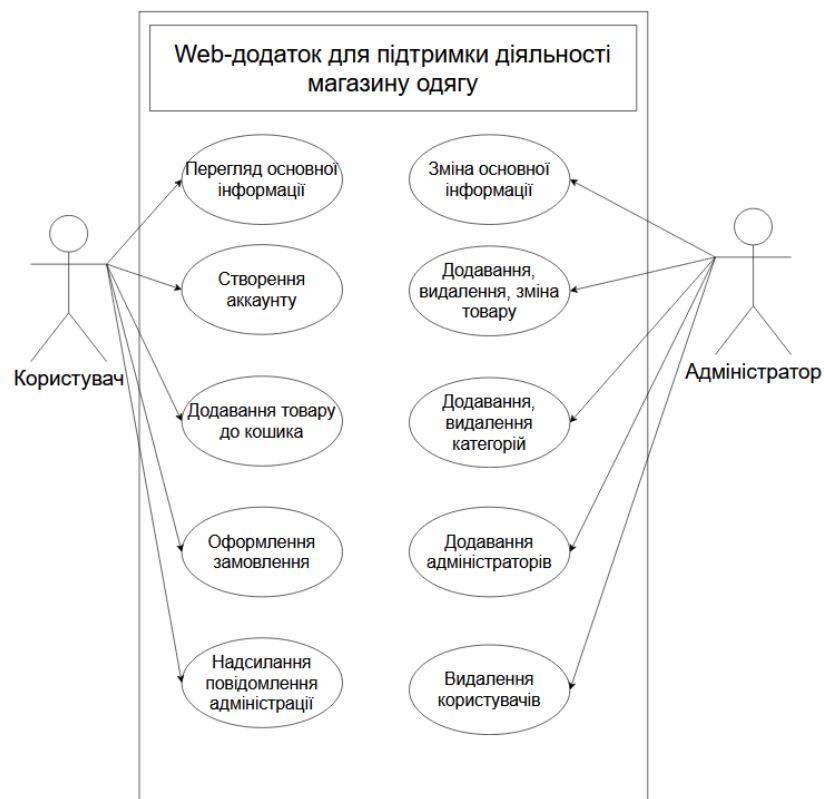 Web-додаток для підтримки діяльності
магазину одягу
Перегляд основної
інформації
Зміна основної
інформації
Створення
аккаунту
Додавання,
видалення, зміна
товару
Користувач
Адміністратор
Додавання товару
до кошика
Додавання,
видалення
категорій
Оформлення
замовлення
Додавання
адміністраторів
Надсилання
повідомлення
адміністрації
Видалення
користувачів